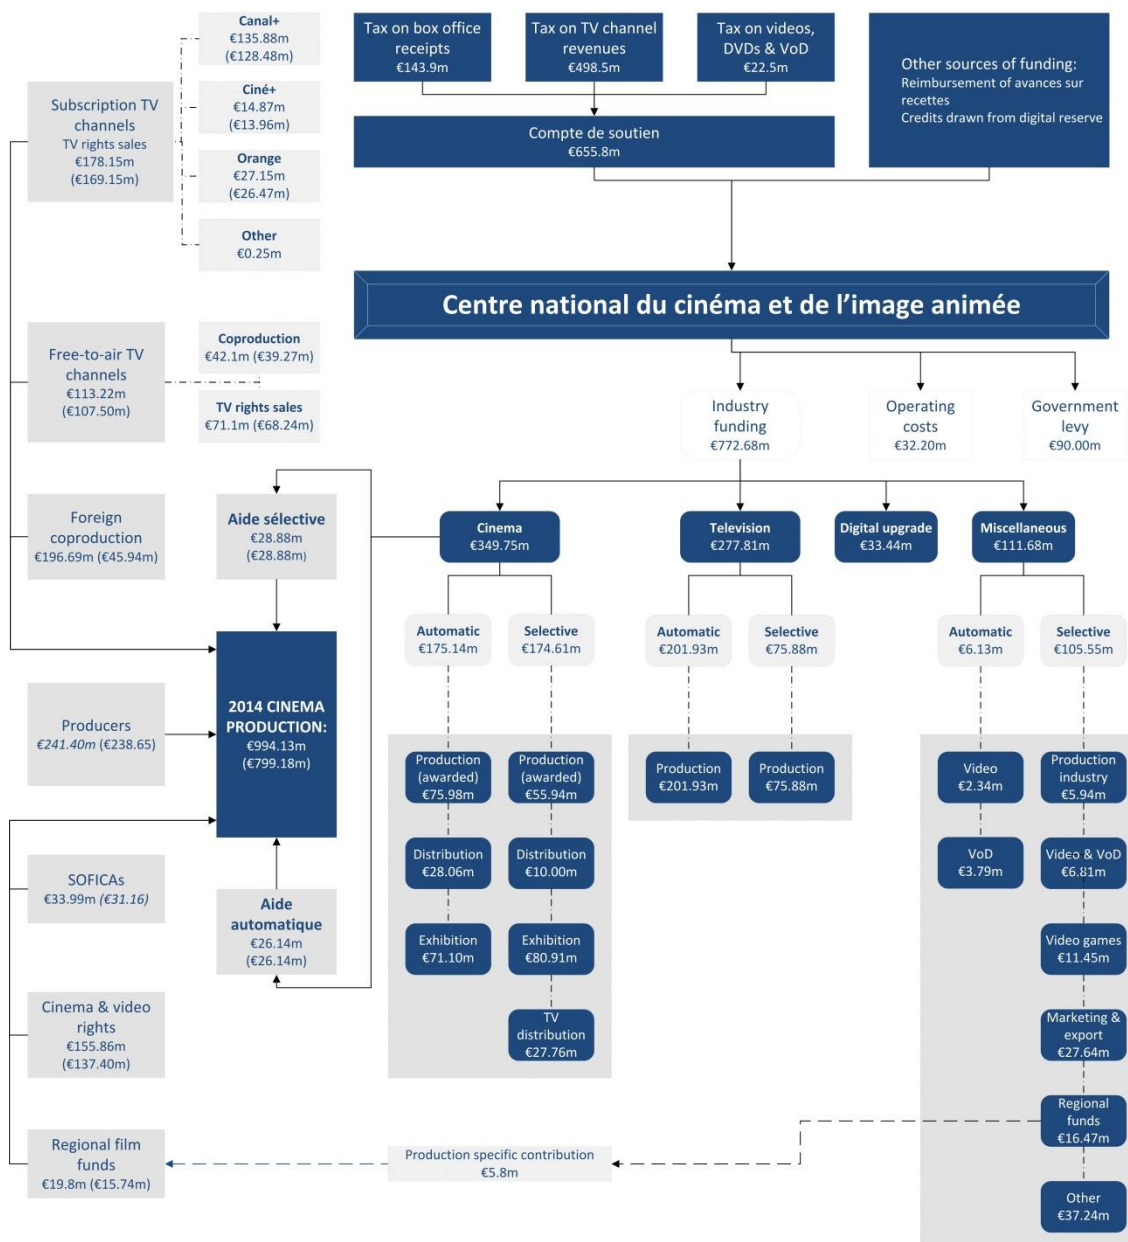 Canal+
€135.88m
(€128.48m)
Tax on box office
receipts
€143.9m
Tax on TV channel
revenues
€498.5m
Tax on videos,
DVDs & VoD
€22.5m
Other sources of funding:
Reimbursement of avances sur
recettes
Credits drawn from digital reserve
Subscription TV
channels
TV rights sales
€178.15m
(€169.15m)
Ciné+
€14.87m
(€13.96m)
Orange
€27.15m
(€26.47m)
Other
€0.25m
Compte de soutien
€655.8m
Centre national du cinéma et de l’image animée
Free-to-air TV
channels
€113.22m
(€107.50m)
Coproduction
€42.1m (€39.27m)
TV rights sales
€71.1m (€68.24m)
Industry
funding
€772.68m
Operating
costs
€32.20m
Government
levy
€90.00m
Foreign
coproduction
€196.69m (€45.94m)
Aide sélective
€28.88m
(€28.88m)
Cinema
€349.75m
Television
€277.81m
Digital upgrade
€33.44m
Miscellaneous
€111.68m
Automatic
€175.14m
Selective
€174.61m
Automatic
€201.93m
Selective
€75.88m
Automatic
€6.13m
Selective
€105.55m
Producers
€241.40m (€238.65)
2014 CINEMA
PRODUCTION:
€994.13m
(€799.18m)
Production
(awarded)
€75.98m
Production
(awarded)
€55.94m
Production
€201.93m
Production
€75.88m
Video
€2.34m
Production
industry
€5.94m
Distribution
€28.06m
Distribution
€10.00m
VoD
€3.79m
Video & VoD
€6.81m
SOFICAs
€33.99m (€31.16)
Aide
automatique
€26.14m
(€26.14m)
Exhibition
€71.10m
Exhibition
€80.91m
Video games
€11.45m
Cinema & video
rights
€155.86m
(€137.40m)
TV
distribution
€27.76m
Marketing &
export
€27.64m
Regional film
funds
€19.8m (€15.74m)
Production specific contribution
€5.8m
Regional
funds
€16.47m
Other
€37.24m